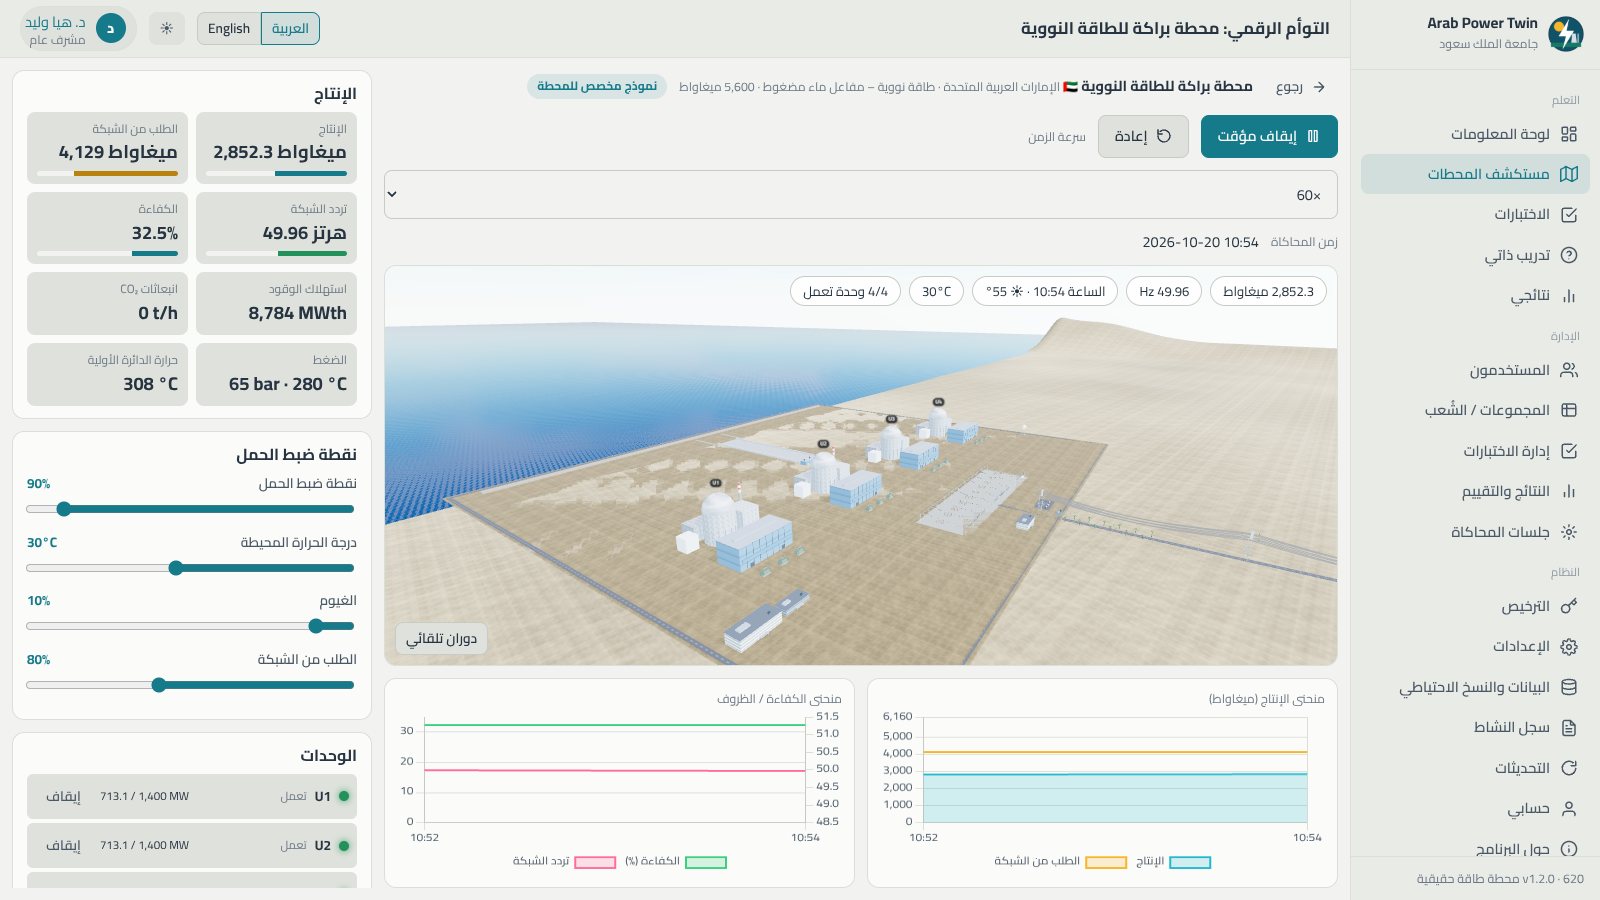 Arab Power Twin
جامعة الملك سعود
التعلم
لوحة المعلومات
مستكشف المحطات
الاختبارات
تدريب ذاتي
نتائجي
الإدارة
المستخدمون
المجموعات / الشُعب
إدارة الاختبارات
النتائج والتقييم
جلسات المحاكاة
النظام
الترخيص
الإعدادات
البيانات والنسخ الاحتياطي
سجل النشاط
التحديثات
حسابي
حول البرنامج
620 محطة طاقة حقيقية · v1.2.0
التوأم الرقمي: محطة براكة للطاقة النووية
العربية
English
د
د. هيا وليد
مشرف عام
رجوع
محطة براكة للطاقة النووية 🇦🇪 الإمارات العربية المتحدة · طاقة نووية – مفاعل ماء مضغوط · 5,600 ميغاواط
نموذج مخصص للمحطة
إيقاف مؤقت
إعادة
سرعة الزمن
60×
زمن المحاكاة 2026-10-20 10:54
2,852.3 ميغاواط
49.96 Hz
الساعة 10:54 · ☀ 55°
30°C
4/4 وحدة تعمل
U1
U2
U3
U4
دوران تلقائي
منحنى الإنتاج (ميغاواط)
6,160
5,000
4,000
3,000
2,000
1,000
0
10:52
10:54
الإنتاج
الطلب من الشبكة
منحنى الكفاءة / الظروف
30
20
10
0
51.5
51.0
50.5
50.0
49.5
49.0
48.5
10:52
10:54
الكفاءة (%)
تردد الشبكة
الإنتاج
الإنتاج
2,852.3 ميغاواط
الطلب من الشبكة
4,129 ميغاواط
تردد الشبكة
49.96 هرتز
الكفاءة
32.5%
استهلاك الوقود
8,784 MWth
انبعاثات CO₂
0 t/h
الضغط
65 bar · 280 °C
حرارة الدائرة الأولية
308 °C
نقطة ضبط الحمل
نقطة ضبط الحمل 90%
درجة الحرارة المحيطة 30°C
الغيوم 10%
الطلب من الشبكة 80%
الوحدات
U1 تعمل 713.1 / 1,400 MW إيقاف
U2 تعمل 713.1 / 1,400 MW إيقاف